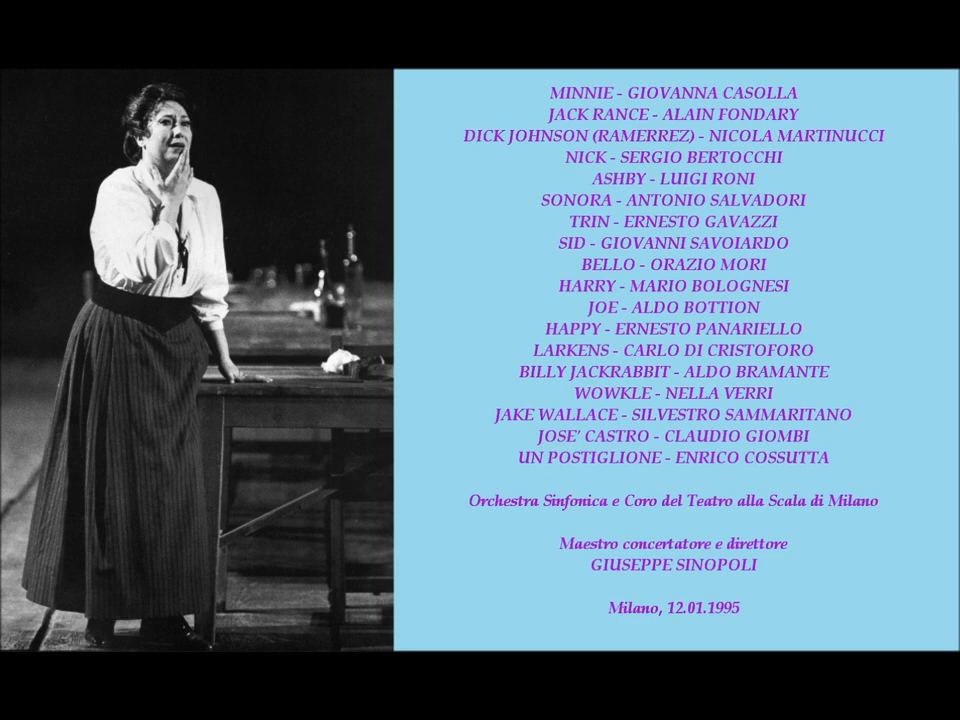 MINNIE - GIOVANNA CASOLLA
JACK RANCE - ALAIN FONDARY
DICK JOHNSON (RAMERREZ) - NICOLA MARTINUCCI
NICK - SERGIO BERTOCCHI
ASHBY - LUIGI RONI
SONORA - ANTONIO SALVADORI
TRIN - ERNESTO GAVAZZI
SID - GIOVANNI SAVOIARDO
BELLO - ORAZIO MORI
HARRY - MARIO BOLOGNESI
JOE - ALDO BOTTION
HAPPY - ERNESTO PANARIELLO
LARKENS - CARLO DI CRISTOFORO
BILLY JACKRABBIT - ALDO BRAMANTE
WOWKLE - NELLA VERRI
JAKE WALLACE - SILVESTRO SAMMARITANO
JOSE' CASTRO - CLAUDIO GIOMBI
UN POSTIGLIONE - ENRICO COSSUTTA
Orchestra Sinfonica e Coro del Teatro alla Scala di Milano
Maestro concertatore e direttore
GIUSEPPE SINOPOLI
Milano, 12.01.1995